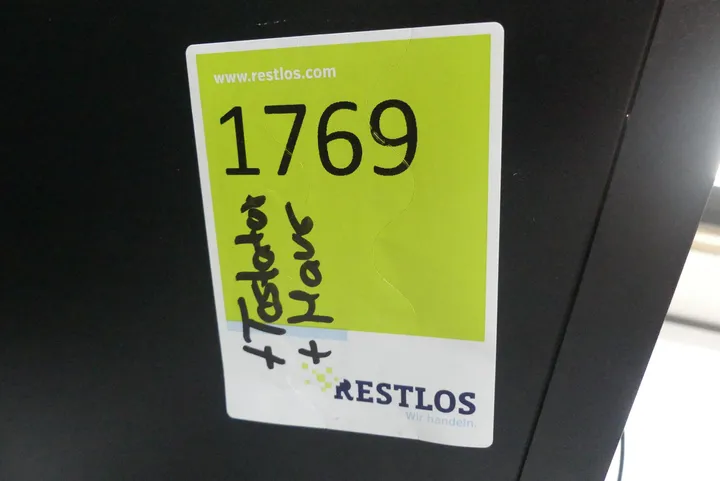 www.restlos.com
1769
+ Tastatur
+ Maus
RESTLOS
Wir handeln.